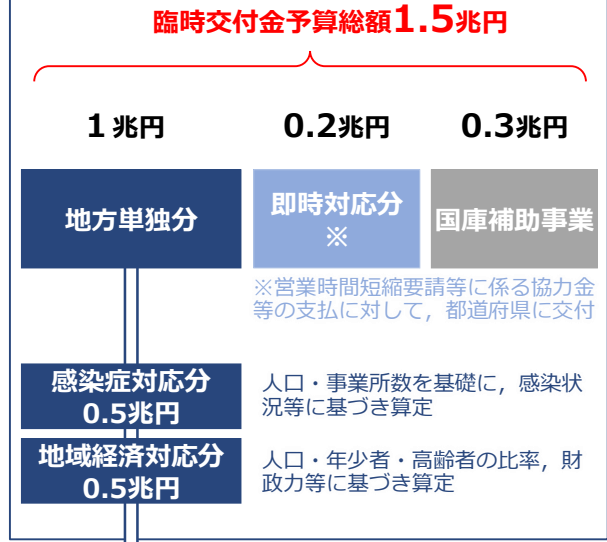 臨時交付金予算総額1.5兆円
1兆円
0.2兆円
0.3兆円
地方単独分
即時対応分
※
国庫補助事業
※営業時間短縮要請等に係る協力金
等の支払に対して，都道府県に交付
感染症対応分
0.5兆円
人口・事業所数を基礎に，感染状
況等に基づき算定
地域経済対応分
0.5兆円
人口・年少者・高齢者の比率，財
政力等に基づき算定